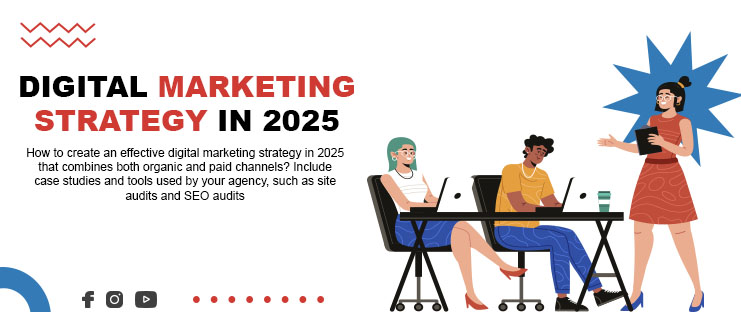 DIGITAL MARKETING
STRATEGY IN 2025
How to create an effective digital marketing strategy in 2025
that combines both organic and paid channels? Include
case studies and tools used by your agency, such as site
audits and SEO audits